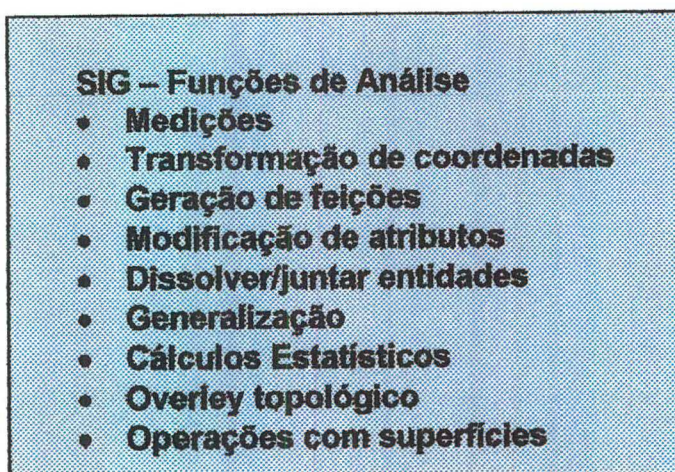 SIG – Funções de Análise
• Medições
• Transformação de coordenadas
• Geração de feições
• Modificação de atributos
• Dissolver/juntar entidades
• Generalização
• Cálculos Estatísticos
• Overley topológico
• Operações com superfícies